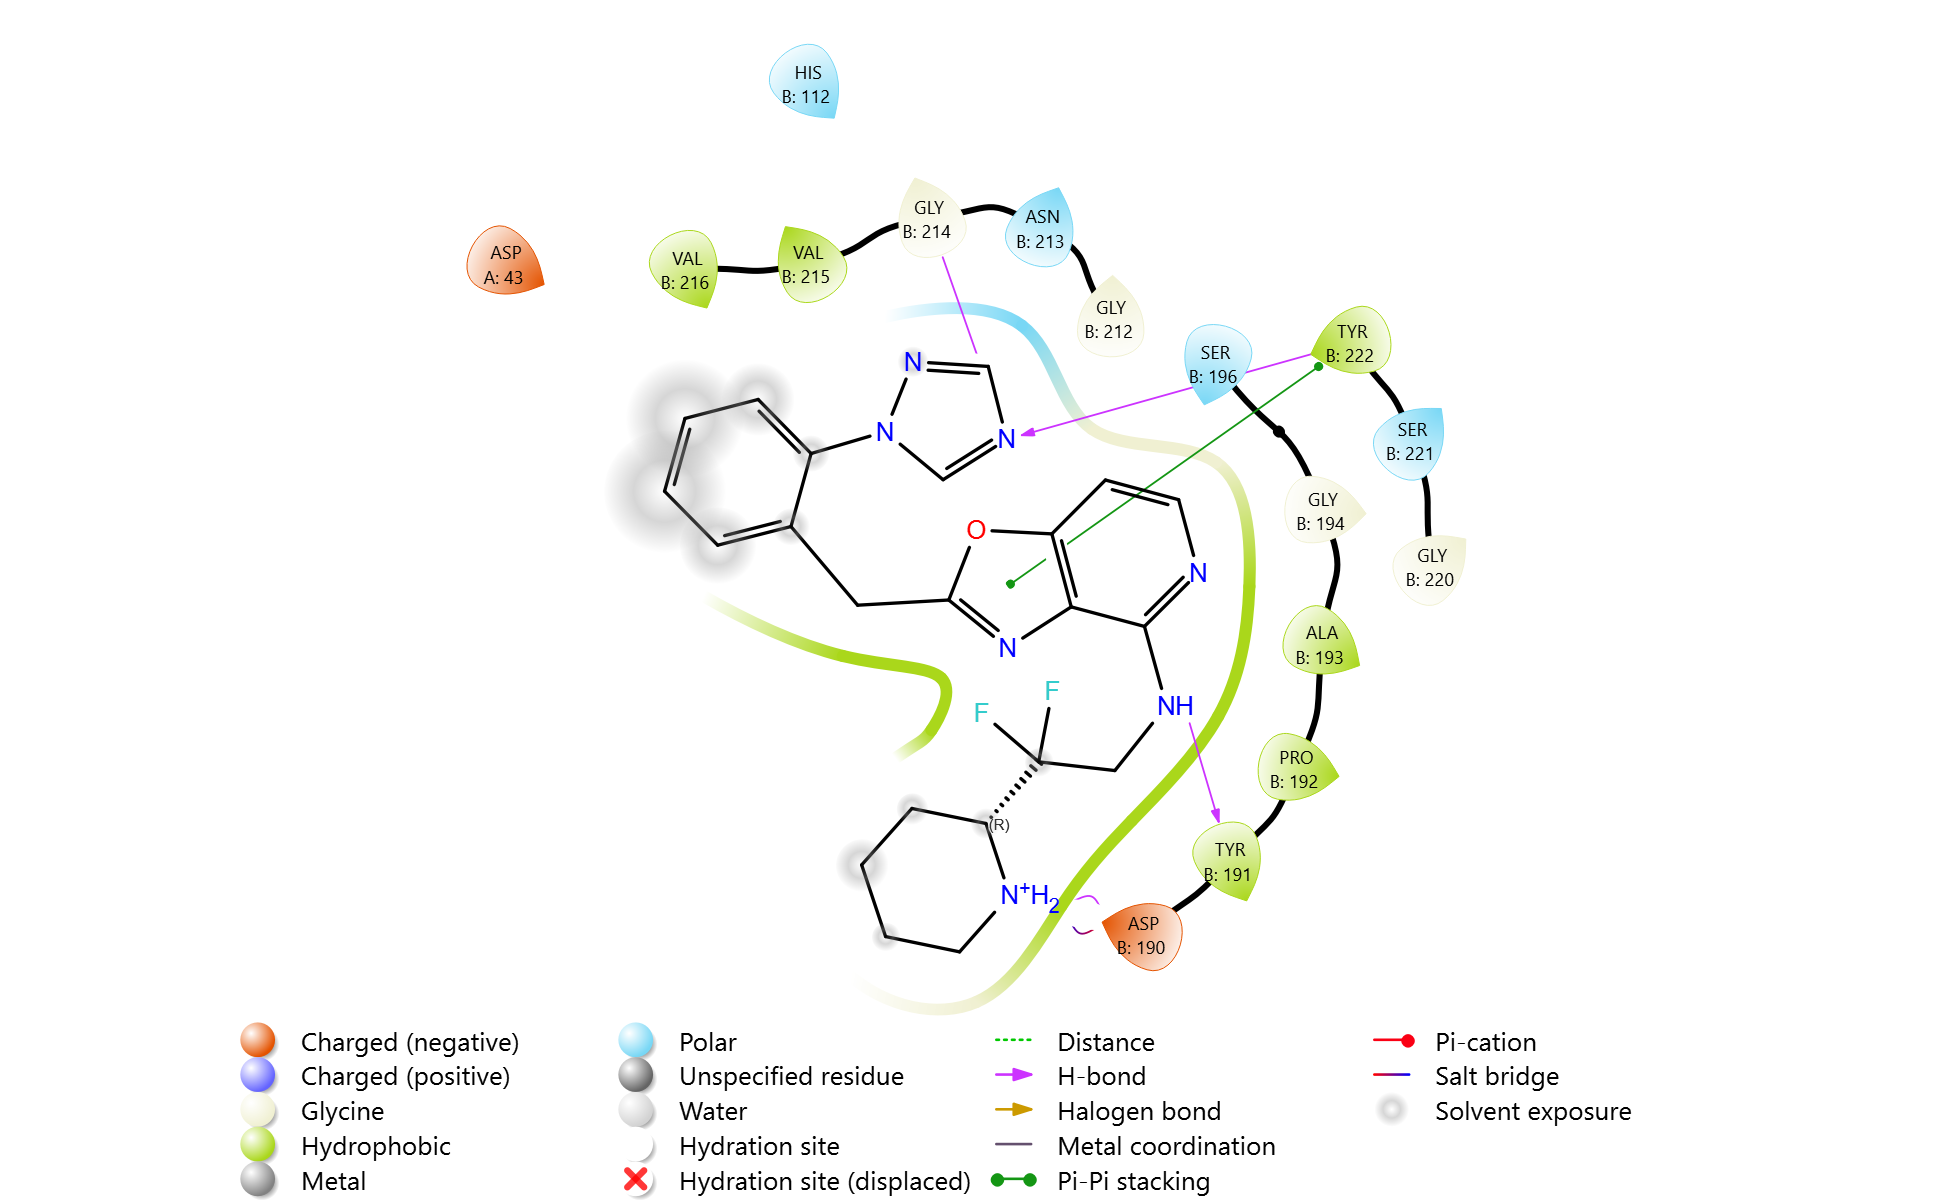 HIS
B: 112
GLY
B: 214
ASN
B: 213
ASP
A: 43
VAL
B: 216
VAL
B: 215
GLY
B: 212
SER
B: 196
TYR
B: 222
N
N
N
SER
B: 221
GLY
B: 194
O
N
GLY
B: 220
N
ALA
B: 193
F
F
NH
PRO
B: 192
(R)
TYR
B: 191
N⁺H₂
ASP
B: 190
Charged (negative)
Charged (positive)
Glycine
Hydrophobic
Metal
Polar
Unspecified residue
Water
Hydration site
Hydration site (displaced)
Distance
H-bond
Halogen bond
Metal coordination
Pi-Pi stacking
Pi-cation
Salt bridge
Solvent exposure